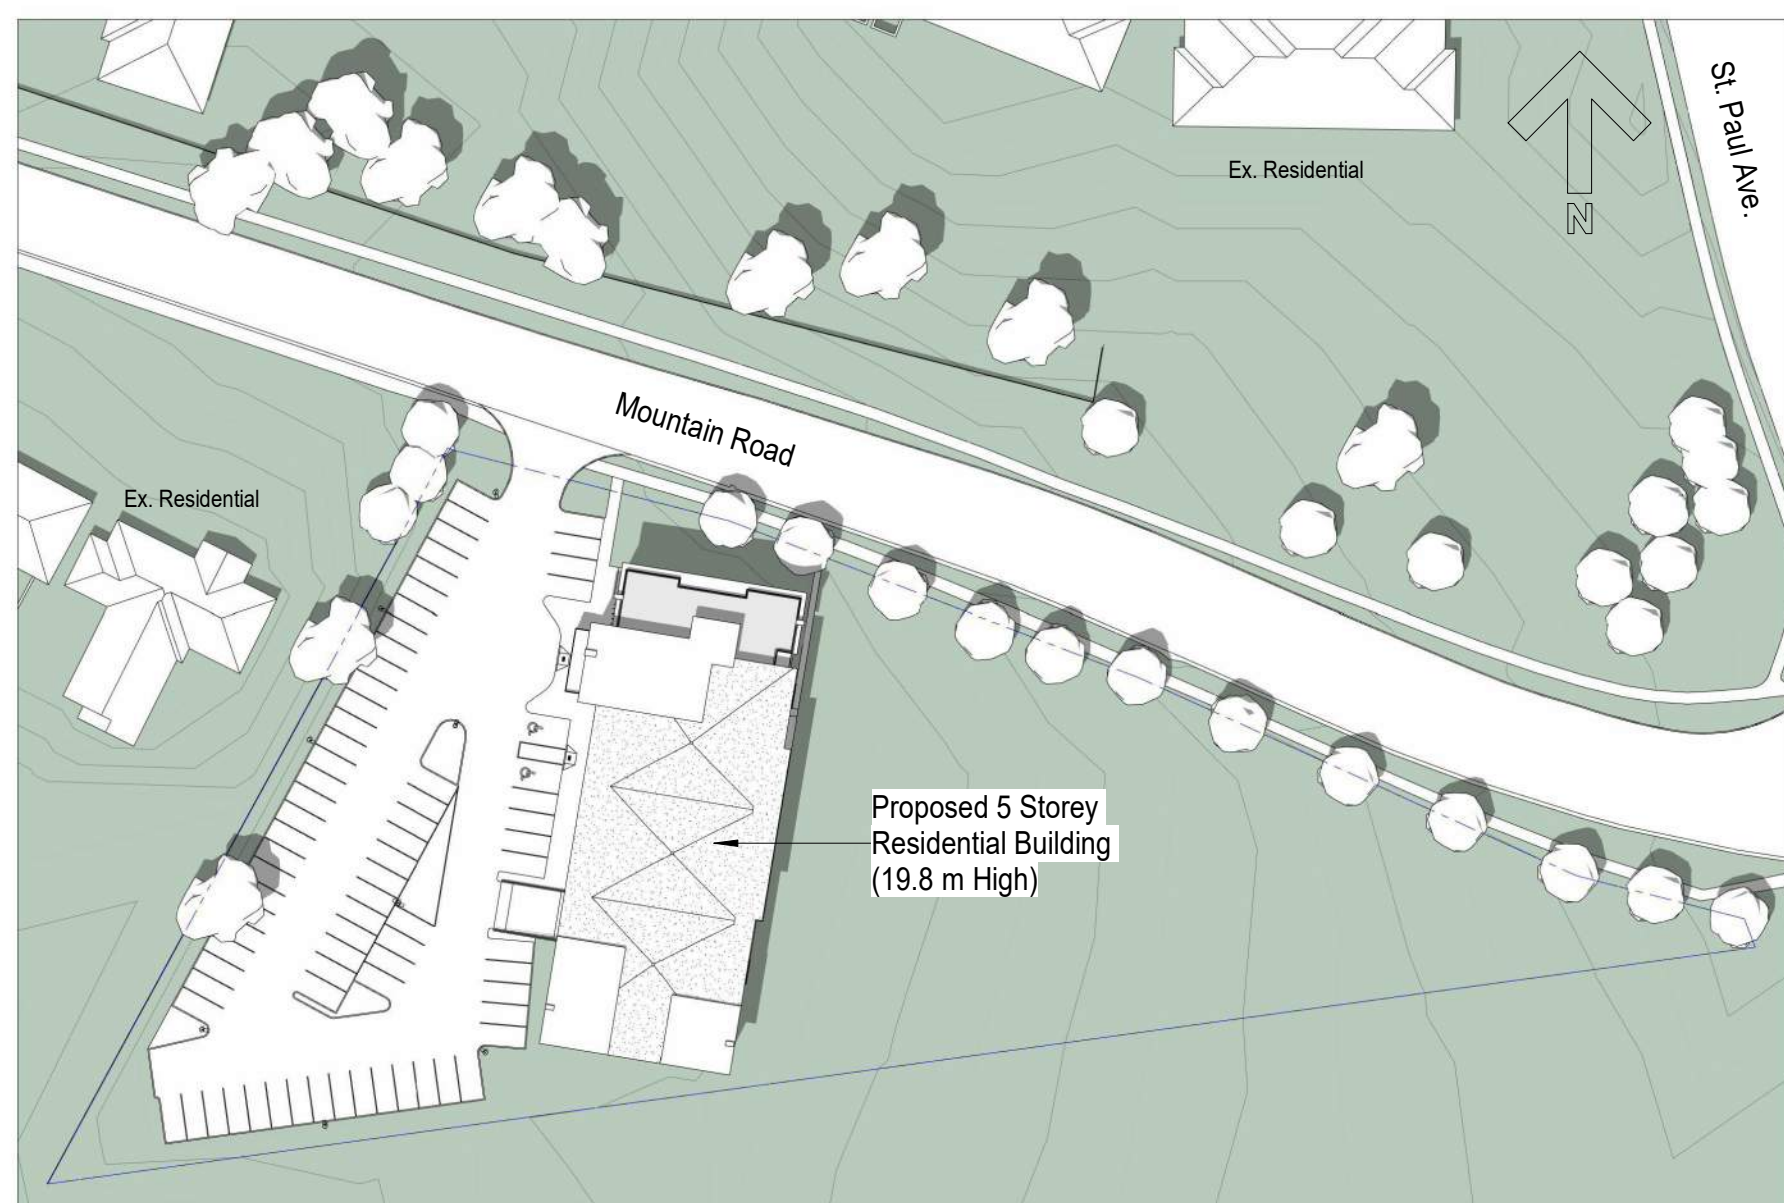 St. Paul Ave.
Ex. Residential
N
Mountain Road
Ex. Residential
Proposed 5 Storey
Residential Building
(19.8 m High)